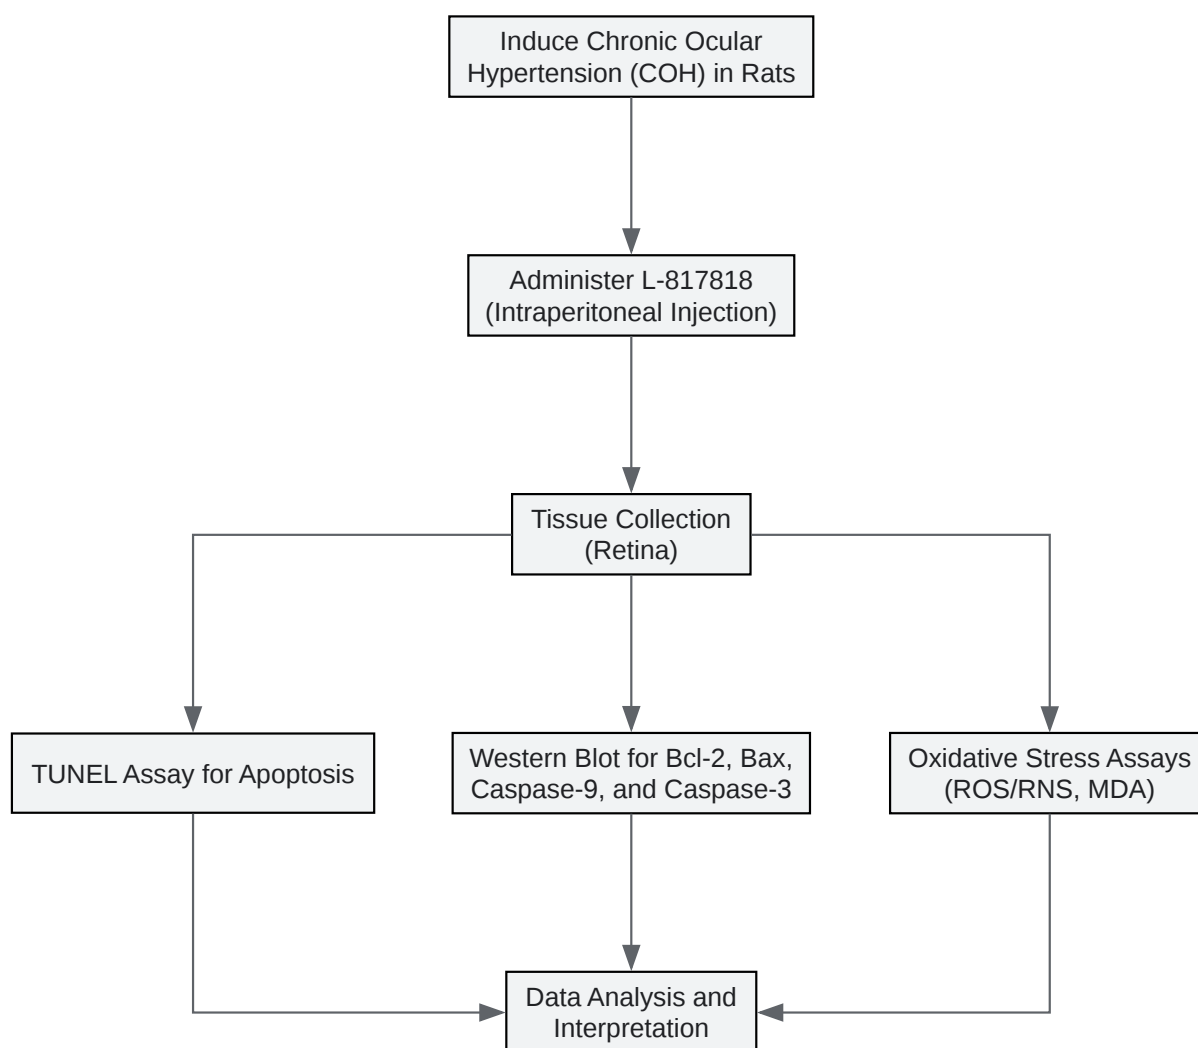 Induce Chronic Ocular
Hypertension (COH) in Rats
Administer L-817818
(Intraperitoneal Injection)
Tissue Collection
(Retina)
TUNEL Assay for Apoptosis
Western Blot for Bcl-2, Bax,
Caspase-9, and Caspase-3
Oxidative Stress Assays
(ROS/RNS, MDA)
Data Analysis and
Interpretation